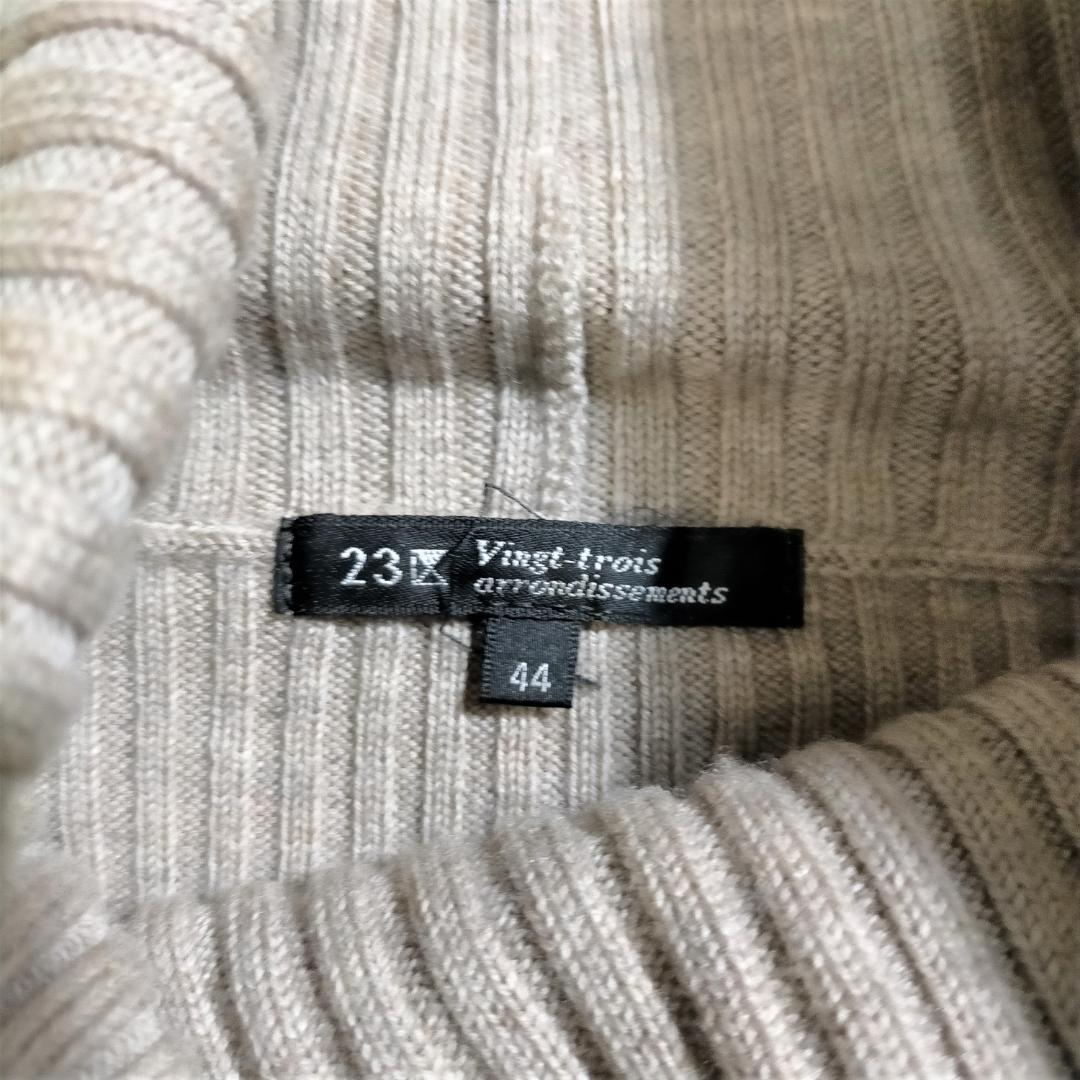 23区
Vingt-trois
arrondissements
44